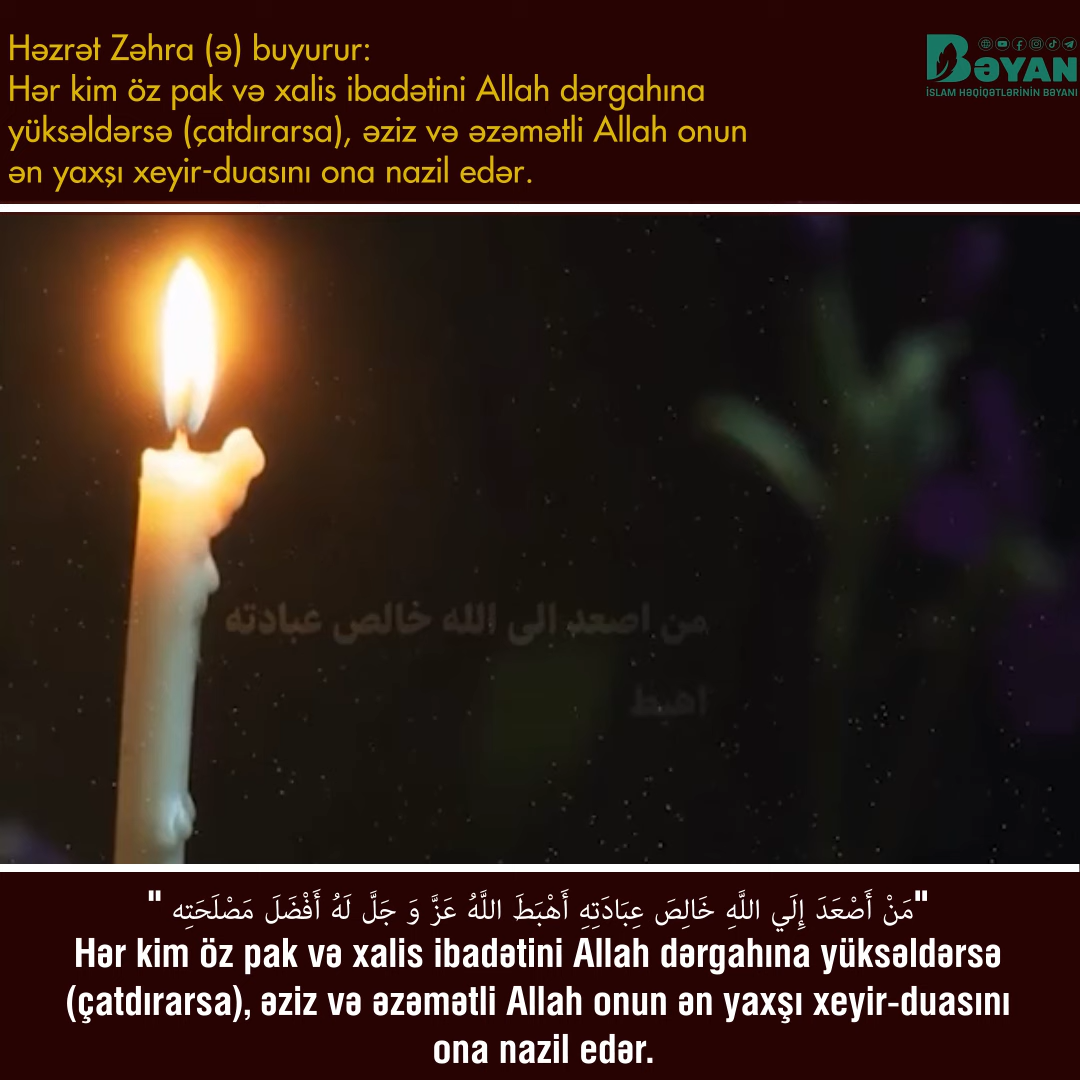 Həzrət Zəhra (ə) buyurur:
Hər kim öz pak və xalis ibadətini Allah dərgahına
yüksəldərsə (çatdırarsa), əziz və əzəmətli Allah onun
ən yaxşı xeyir-duasını ona nazil edər.
BƏYAN
İSLAM HƏQİQƏTLƏRİNİN BƏYANI
من اصعد الی الله خالص عبادته
اهبط
"مَنْ أَصْعَدَ إِلَي اللَّهِ خَالِصَ عِبَادَتِهِ أَهْبَطَ اللَّهُ عَزَّ وَ جَلَّ لَهُ أَفْضَلَ مَصْلَحَتِه "
Hər kim öz pak və xalis ibadətini Allah dərgahına yüksəldərsə
(çatdırarsa), əziz və əzəmətli Allah onun ən yaxşı xeyir-duasını
ona nazil edər.